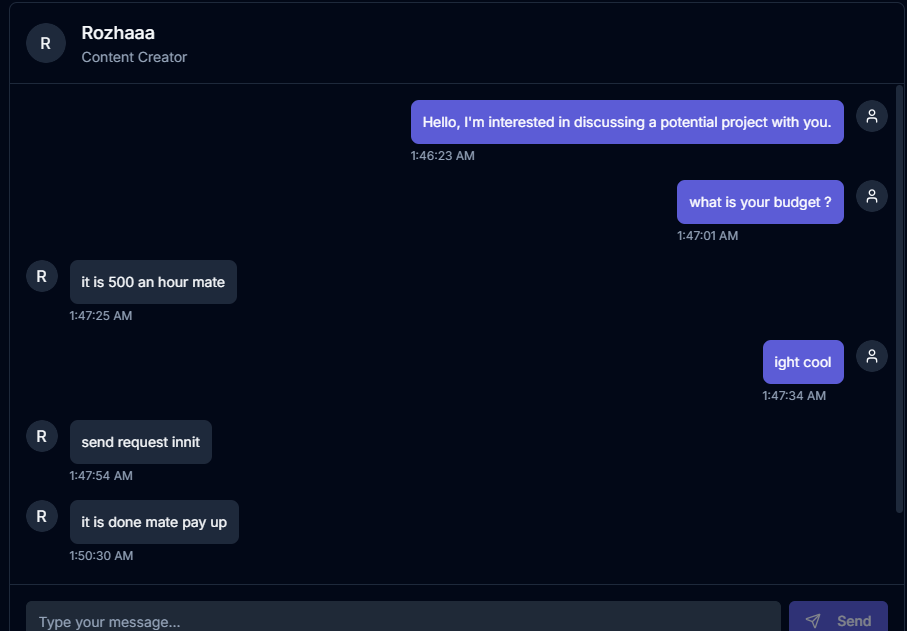 R
Rozhaaa
Content Creator
Hello, I'm interested in discussing a potential project with you.
1:46:23 AM
what is your budget ?
1:47:01 AM
R
it is 500 an hour mate
1:47:25 AM
ight cool
1:47:34 AM
R
send request innit
1:47:54 AM
R
it is done mate pay up
1:50:30 AM
Type your message...
Send